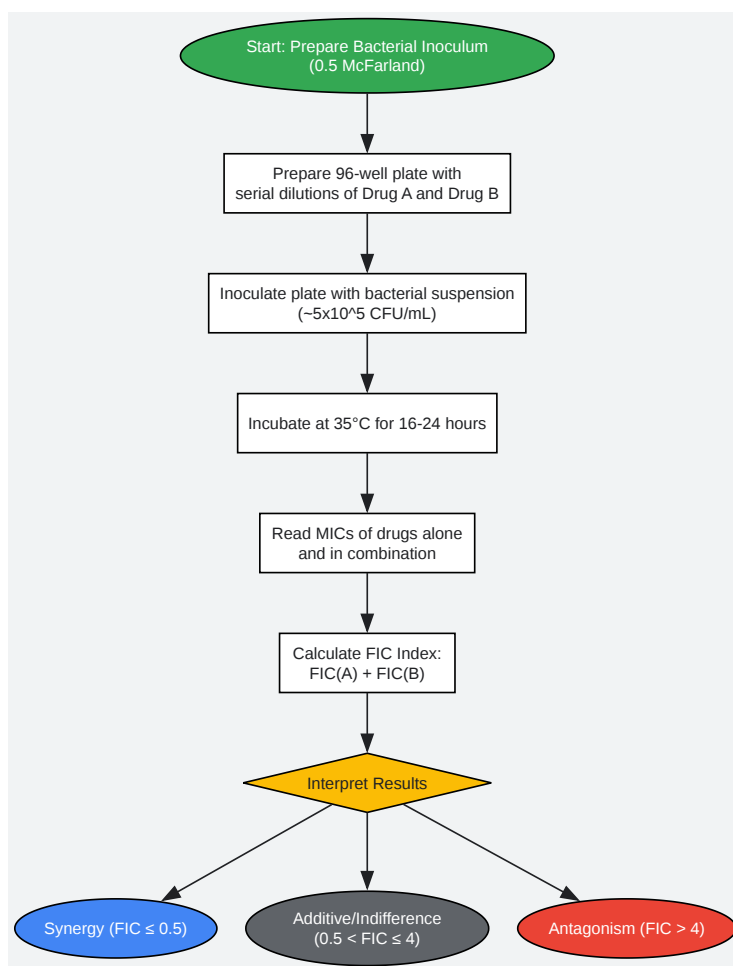 Start: Prepare Bacterial Inoculum
(0.5 McFarland)
Prepare 96-well plate with
serial dilutions of Drug A and Drug B
Inoculate plate with bacterial suspension
(~5x10^5 CFU/mL)
Incubate at 35°C for 16-24 hours
Read MICs of drugs alone
and in combination
Calculate FIC Index:
FIC(A) + FIC(B)
Interpret Results
Synergy (FIC ≤ 0.5)
Additive/Indifference
(0.5 < FIC ≤ 4)
Antagonism (FIC > 4)